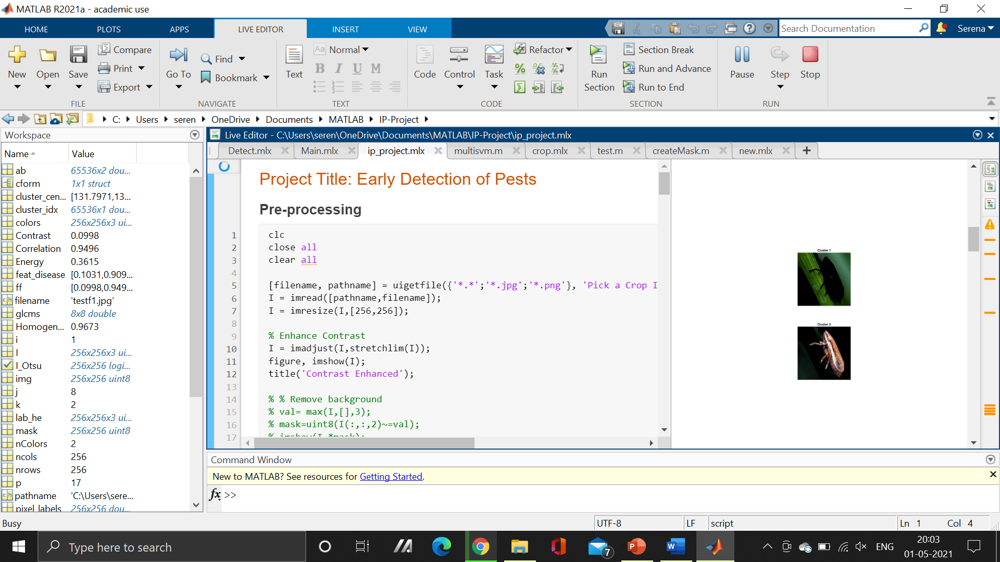 MATLAB R2021a - academic use
HOME PLOTS APPS LIVE EDITOR INSERT VIEW
Search Documentation
Serena
New Open Save Compare Print Export
FILE
Go To Find Bookmark
NAVIGATE
Text Aa Normal B I U M
TEXT
Code Control Task Refactor
CODE
Run Section Section Break Run and Advance Run to End
SECTION
Pause Step Stop
RUN
C: Users seren OneDrive Documents MATLAB IP-Project
Workspace
Name Value
ab 65536x2 dou...
cform 1x1 struct
cluster_cen... [131.7971,13...
cluster_idx 65536x1 dou...
colors 256x256x3 ui...
Contrast 0.0998
Correlation 0.9496
Energy 0.3615
feat_disease [0.1031,0.909...
ff [0.0998,0.949...
filename 'testf1.jpg'
glcms 8x8 double
Homogen... 0.9673
i 1
I 256x256x3 ui...
I_Otsu 256x256 logi...
img 256x256 uint8
j 8
k 2
lab_he 256x256x3 ui...
mask 256x256 uint8
nColors 2
ncols 256
nrows 256
p 17
pathname 'C:\Users\sere...
pixel_labels 256x256 dou...
Live Editor - C:\Users\seren\OneDrive\Documents\MATLAB\IP-Project\ip_project.mlx
Detect.mlx Main.mlx ip_project.mlx multisvm.m crop.mlx test.m createMask.m new.mlx
Project Title: Early Detection of Pests
Pre-processing
1 clc
2 close all
3 clear all
4
5 [filename, pathname] = uigetfile({'*.*';'*.jpg';'*.png'}, 'Pick a Crop I
6 I = imread([pathname,filename]);
7 I = imresize(I,[256,256]);
8
9 % Enhance Contrast
10 I = imadjust(I,stretchlim(I));
11 figure, imshow(I);
12 title('Contrast Enhanced');
13
14 % % Remove background
15 % val= max(I,[],3);
16 % mask=uint8(I(:,:,2)~=val);
17 % imshow(I.*mask);
Cluster 1
Cluster 2
Command Window
New to MATLAB? See resources for Getting Started.
fx >>
Busy
UTF-8 LF script Ln 1 Col 4
Type here to search
7
ENG
20:03
01-05-2021